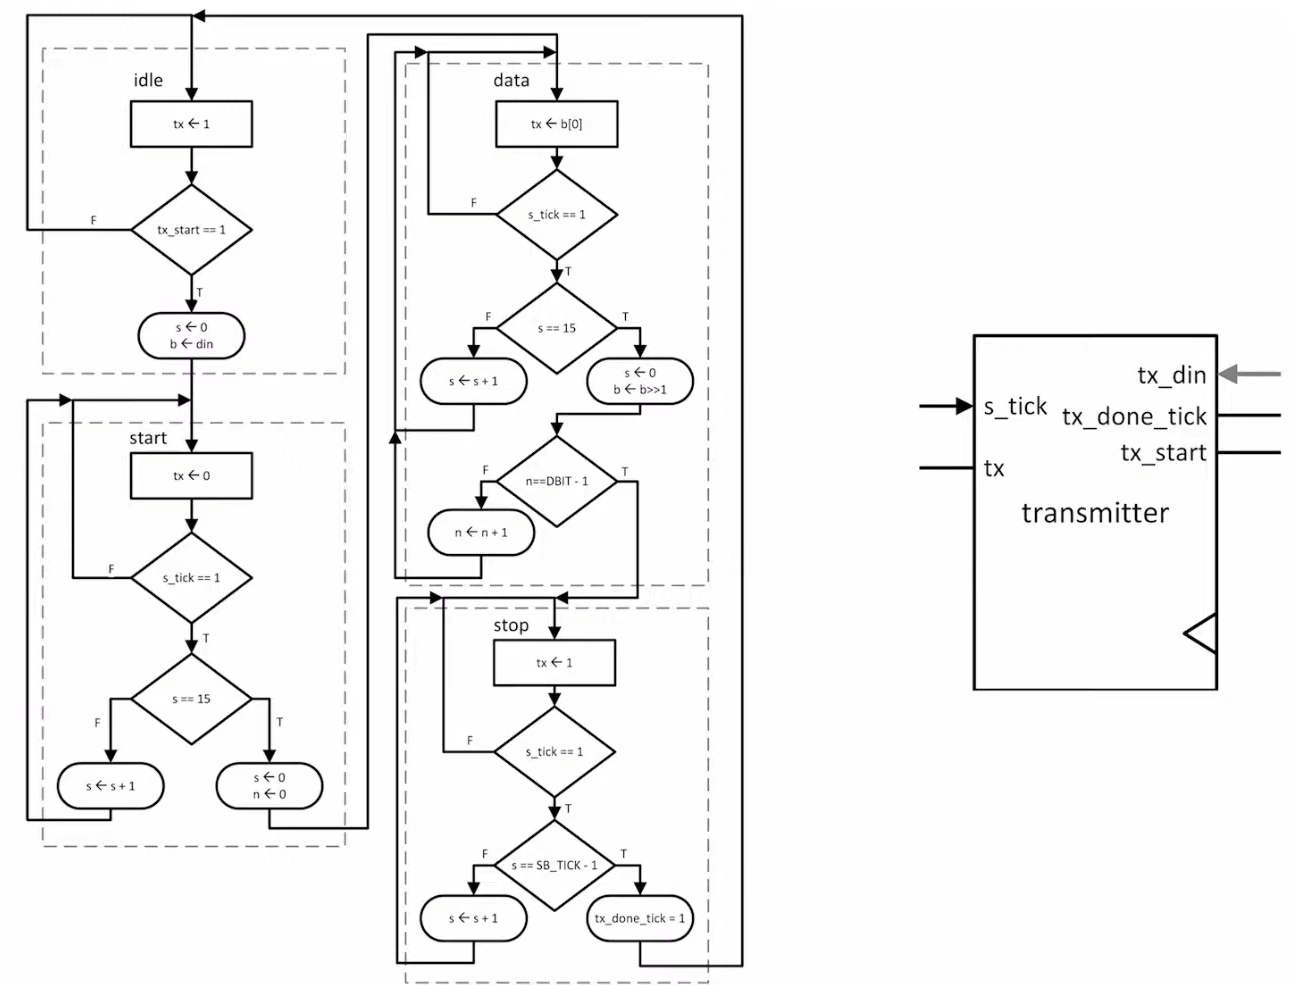 idle
tx ← 1
F
tx_start == 1
T
s ← 0
b ← din
start
tx ← 0
F
s_tick == 1
T
s == 15
F
T
s ← s + 1
s ← 0
n ← 0
data
tx ← b[0]
F
s_tick == 1
T
F
s == 15
T
s ← s + 1
s ← 0
b ← b>>1
F
n==DBIT - 1
T
n ← n + 1
stop
tx ← 1
F
s_tick == 1
T
F
s == SB_TICK - 1
T
s ← s + 1
tx_done_tick = 1
tx_din
s_tick
tx_done_tick
tx_start
tx
transmitter